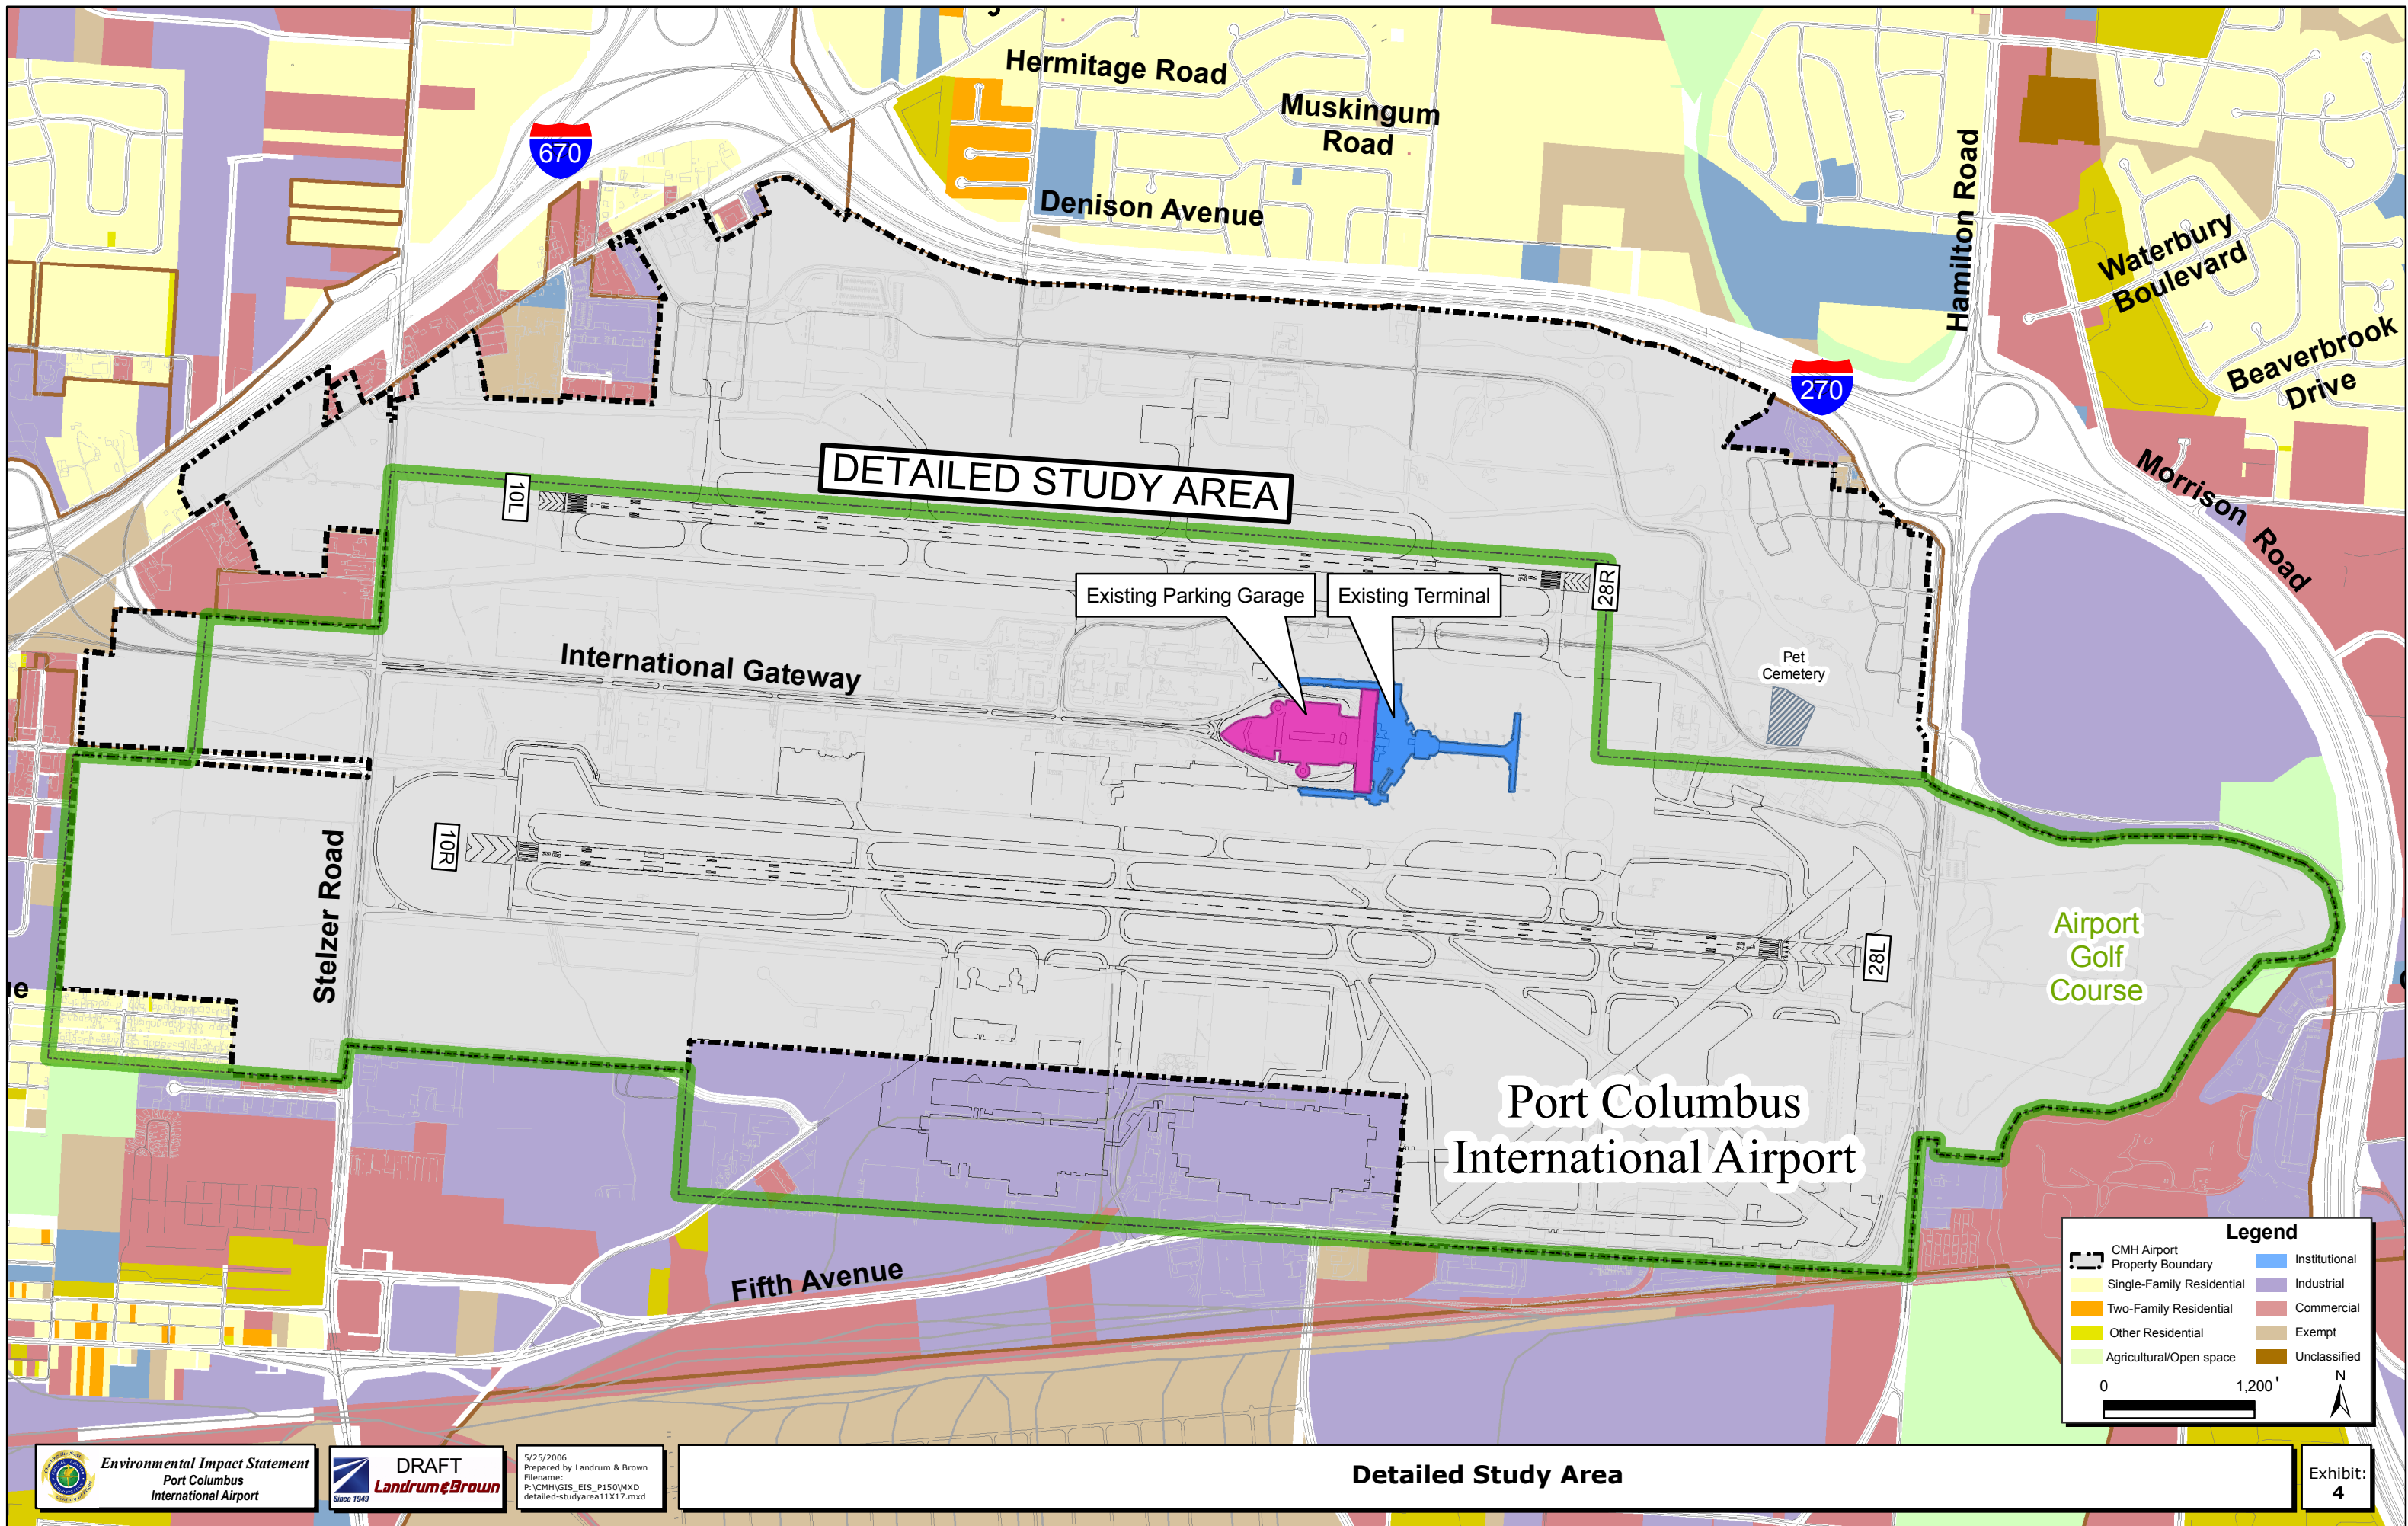 Hermitage Road
Muskingum
Road
670
Denison Avenue
Hamilton Road
Waterbury
Boulevard
Beaverbrook
Drive
270
DETAILED STUDY AREA
10L
Morrison Road
28R
Existing Parking Garage
Existing Terminal
International Gateway
Pet
Cemetery
10R
Stelzer Road
28L
Airport
Golf
Course
Port Columbus
International Airport
Fifth Avenue
Legend
CMH Airport
Property Boundary
Single-Family Residential
Two-Family Residential
Other Residential
Agricultural/Open space
Institutional
Industrial
Commercial
Exempt
Unclassified
0
1,200 '
N
Environmental Impact Statement
Port Columbus
International Airport
DRAFT
Landrum & Brown
Since 1949
5/25/2006
Prepared by Landrum & Brown
Filename:
P:\CMH\GIS_EIS_P150\MXD
detailed-studyarea11X17.mxd
Detailed Study Area
Exhibit:
4